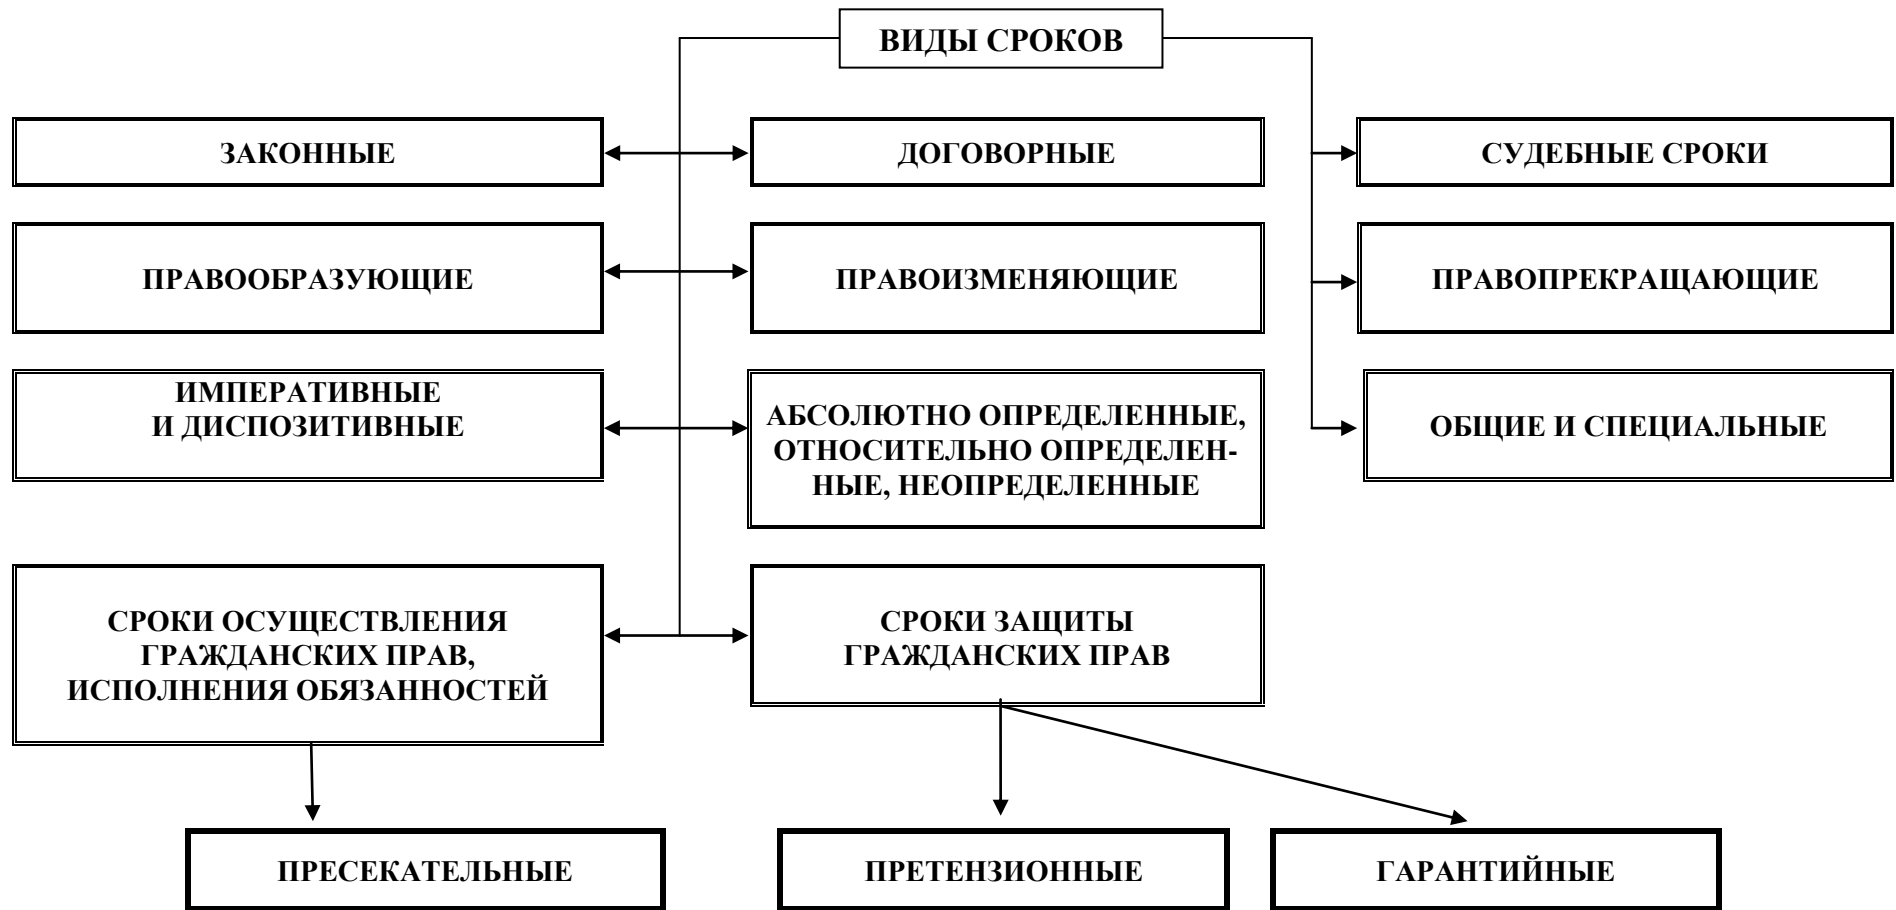 ВИДЫ СРОКОВ
ЗАКОННЫЕ
ДОГОВОРНЫЕ
СУДЕБНЫЕ СРОКИ
ПРАВООБРАЗУЮЩИЕ
ПРАВОИЗМЕНЯЮЩИЕ
ПРАВОПРЕКРАЩАЮЩИЕ
ИМПЕРАТИВНЫЕ
И ДИСПОЗИТИВНЫЕ
АБСОЛЮТНО ОПРЕДЕЛЕННЫЕ,
ОТНОСИТЕЛЬНО ОПРЕДЕЛЕН-
НЫЕ, НЕОПРЕДЕЛЕННЫЕ
ОБЩИЕ И СПЕЦИАЛЬНЫЕ
СРОКИ ОСУЩЕСТВЛЕНИЯ
ГРАЖДАНСКИХ ПРАВ,
ИСПОЛНЕНИЯ ОБЯЗАННОСТЕЙ
СРОКИ ЗАЩИТЫ
ГРАЖДАНСКИХ ПРАВ
ПРЕСЕКАТЕЛЬНЫЕ
ПРЕТЕНЗИОННЫЕ
ГАРАНТИЙНЫЕ